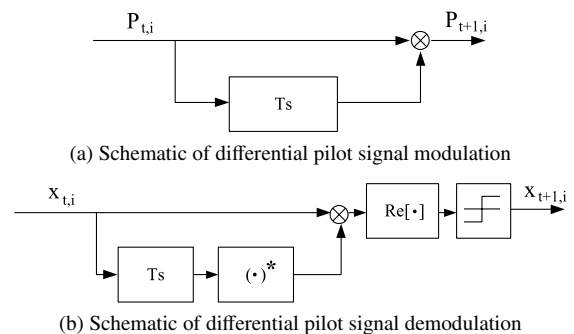 P_{t,i} P_{t+1,i}
Ts
(a) Schematic of differential pilot signal modulation
x_{t,i} Re[•] x_{t+1,i}
Ts (•)*
(b) Schematic of differential pilot signal demodulation